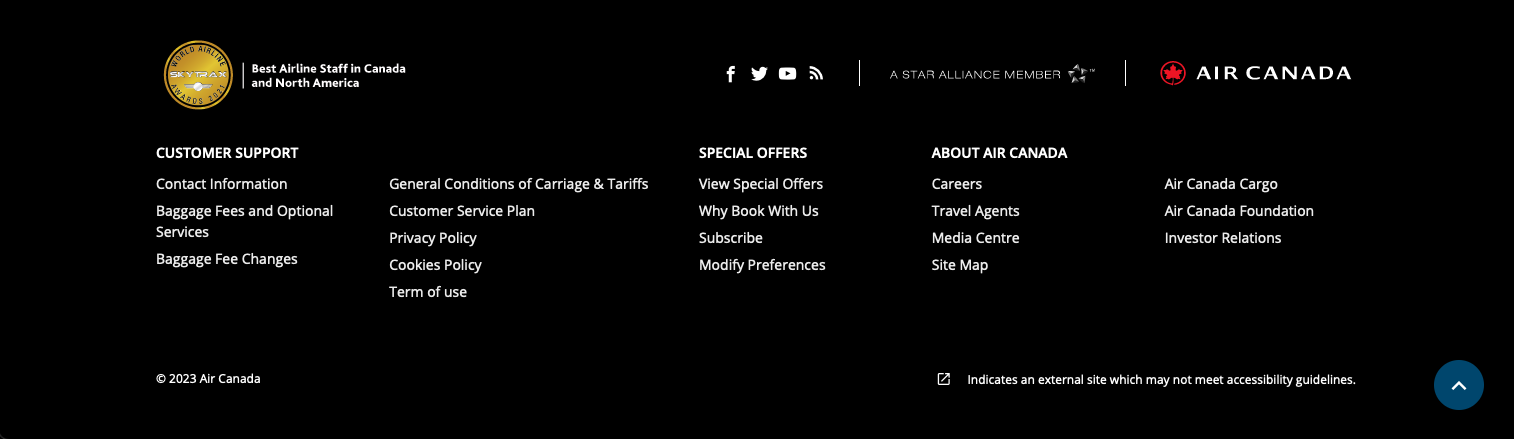 WORLD AIRLINE
SKYTRAX
AWARDS 2021
Best Airline Staff in Canada
and North America
A STAR ALLIANCE MEMBER ™
AIR CANADA
CUSTOMER SUPPORT
Contact Information
Baggage Fees and Optional
Services
Baggage Fee Changes
General Conditions of Carriage & Tariffs
Customer Service Plan
Privacy Policy
Cookies Policy
Term of use
SPECIAL OFFERS
View Special Offers
Why Book With Us
Subscribe
Modify Preferences
ABOUT AIR CANADA
Careers
Travel Agents
Media Centre
Site Map
Air Canada Cargo
Air Canada Foundation
Investor Relations
© 2023 Air Canada
Indicates an external site which may not meet accessibility guidelines.